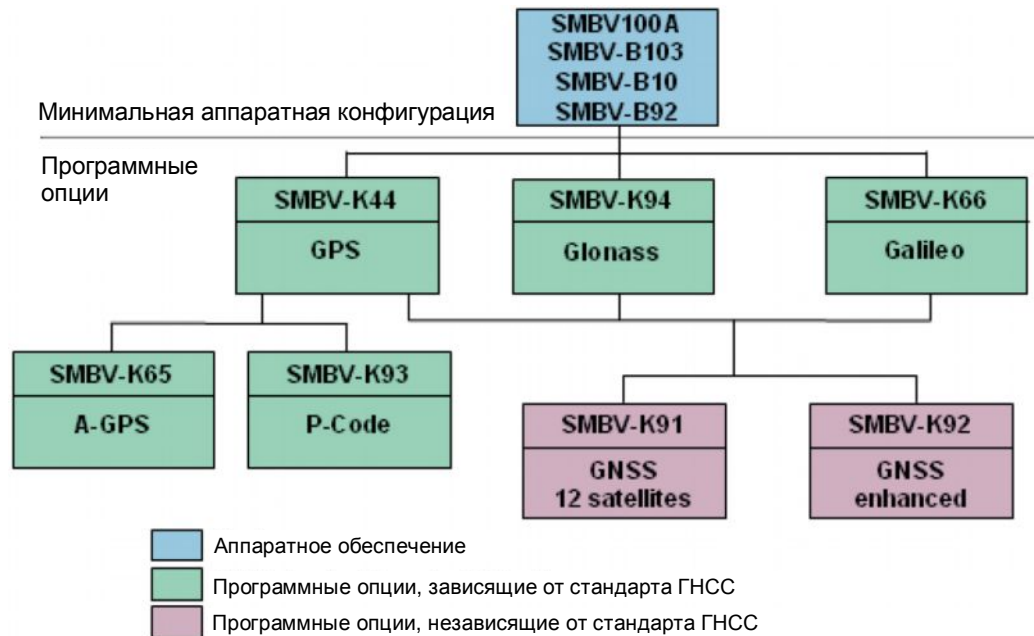 SMBV100A
SMBV-B103
SMBV-B10
SMBV-B92
Минимальная аппаратная конфигурация
Программные
опции
SMBV-K44
GPS
SMBV-K94
Glonass
SMBV-K66
Galileo
SMBV-K65
A-GPS
SMBV-K93
P-Code
SMBV-K91
GNSS
12 satellites
SMBV-K92
GNSS
enhanced
Аппаратное обеспечение
Программные опции, зависящие от стандарта ГНСС
Программные опции, независящие от стандарта ГНСС